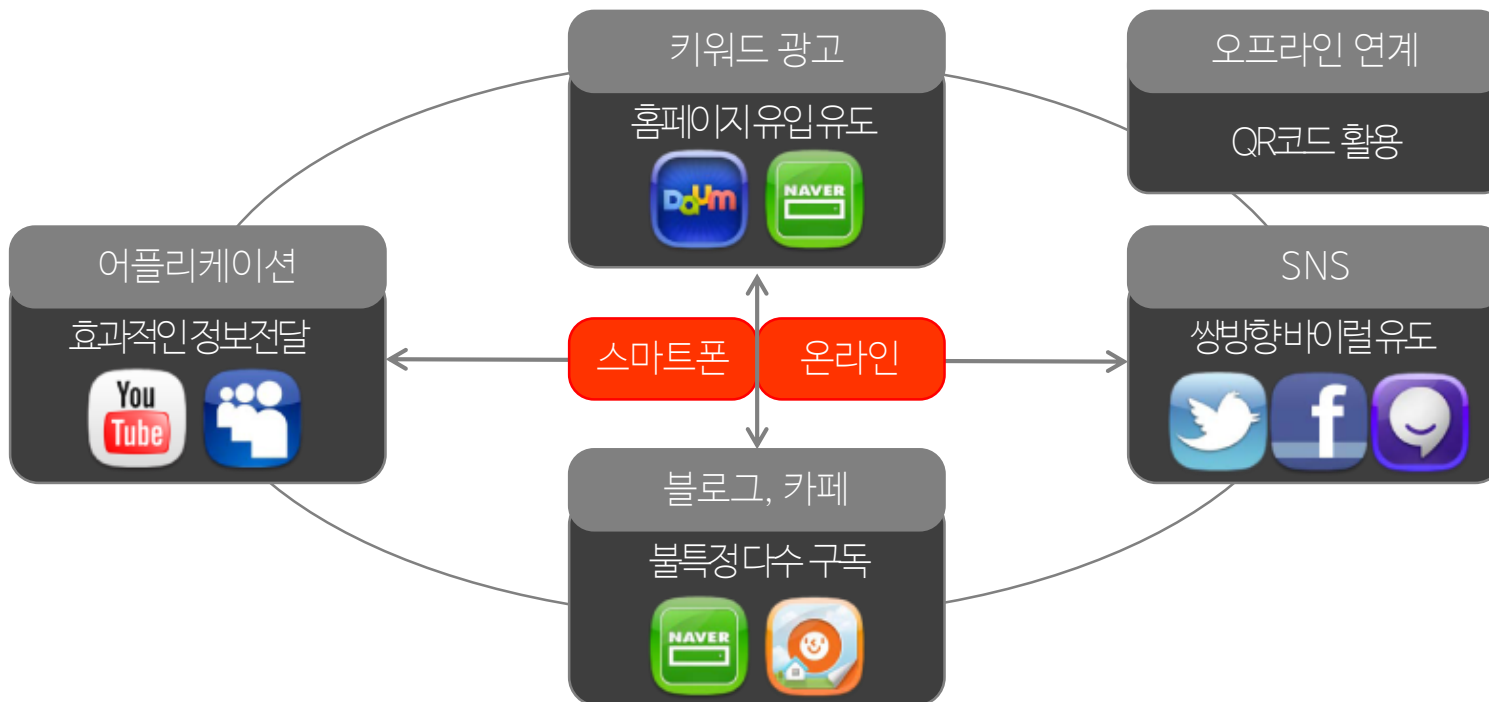 키워드 광고
홈페이지 유입 유도
Daum
NAVER
오프라인 연계
QR코드 활용
어플리케이션
효과적인 정보전달
You
Tube
스마트폰
온라인
SNS
쌍방향 바이럴 유도
f
블로그, 카페
불특정 다수 구독
NAVER